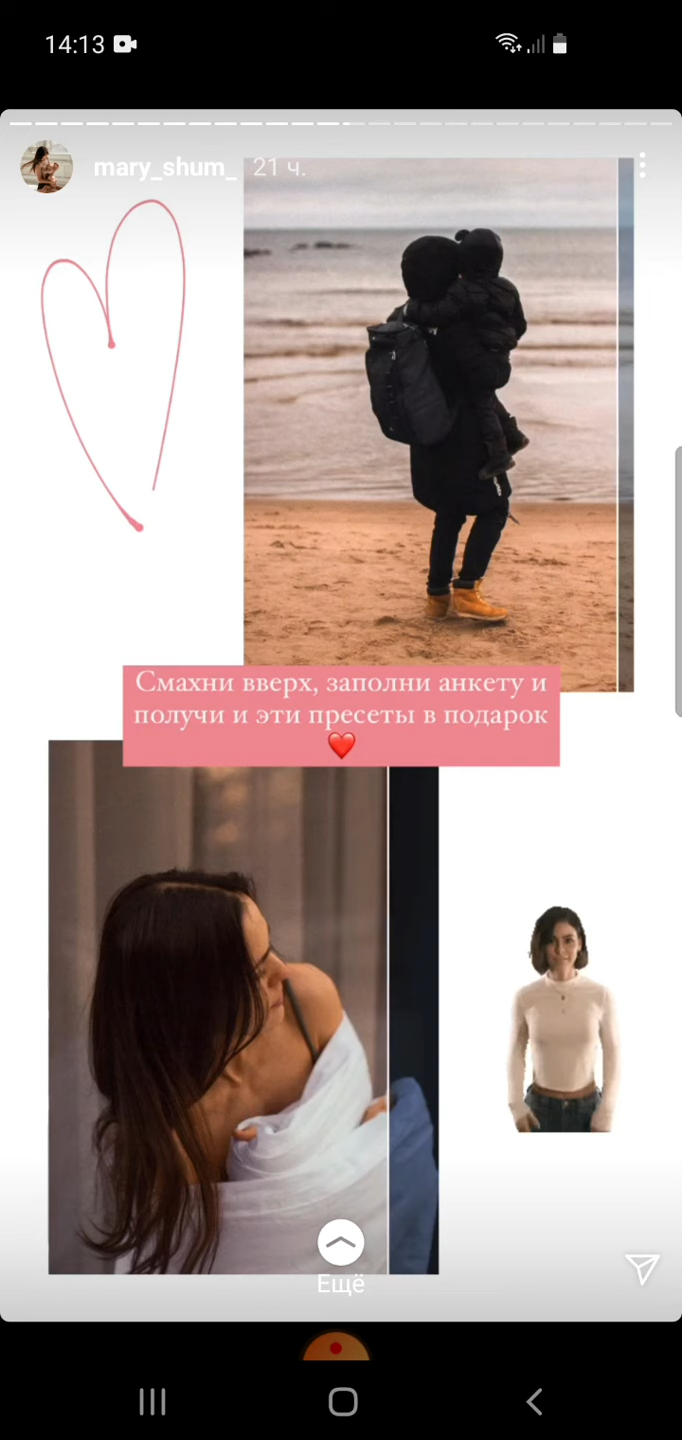 14:13
mary_shum_ 21 ч.
Смахни вверх, заполни анкету и
получи и эти пресеты в подарок
❤️
Ещё